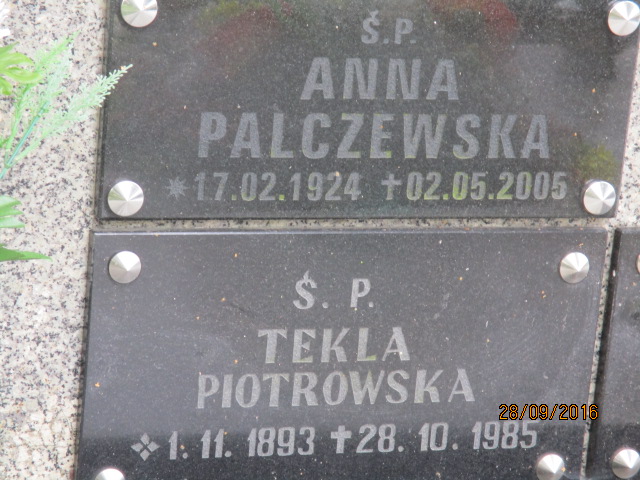 Ś.P.
ANNA
PALCZEWSKA
*17.02.1924 ✝02.05.2005
Ś. P.
TEKLA
PIOTROWSKA
❖1.11.1893 ✝28.10.1985
28/09/2016